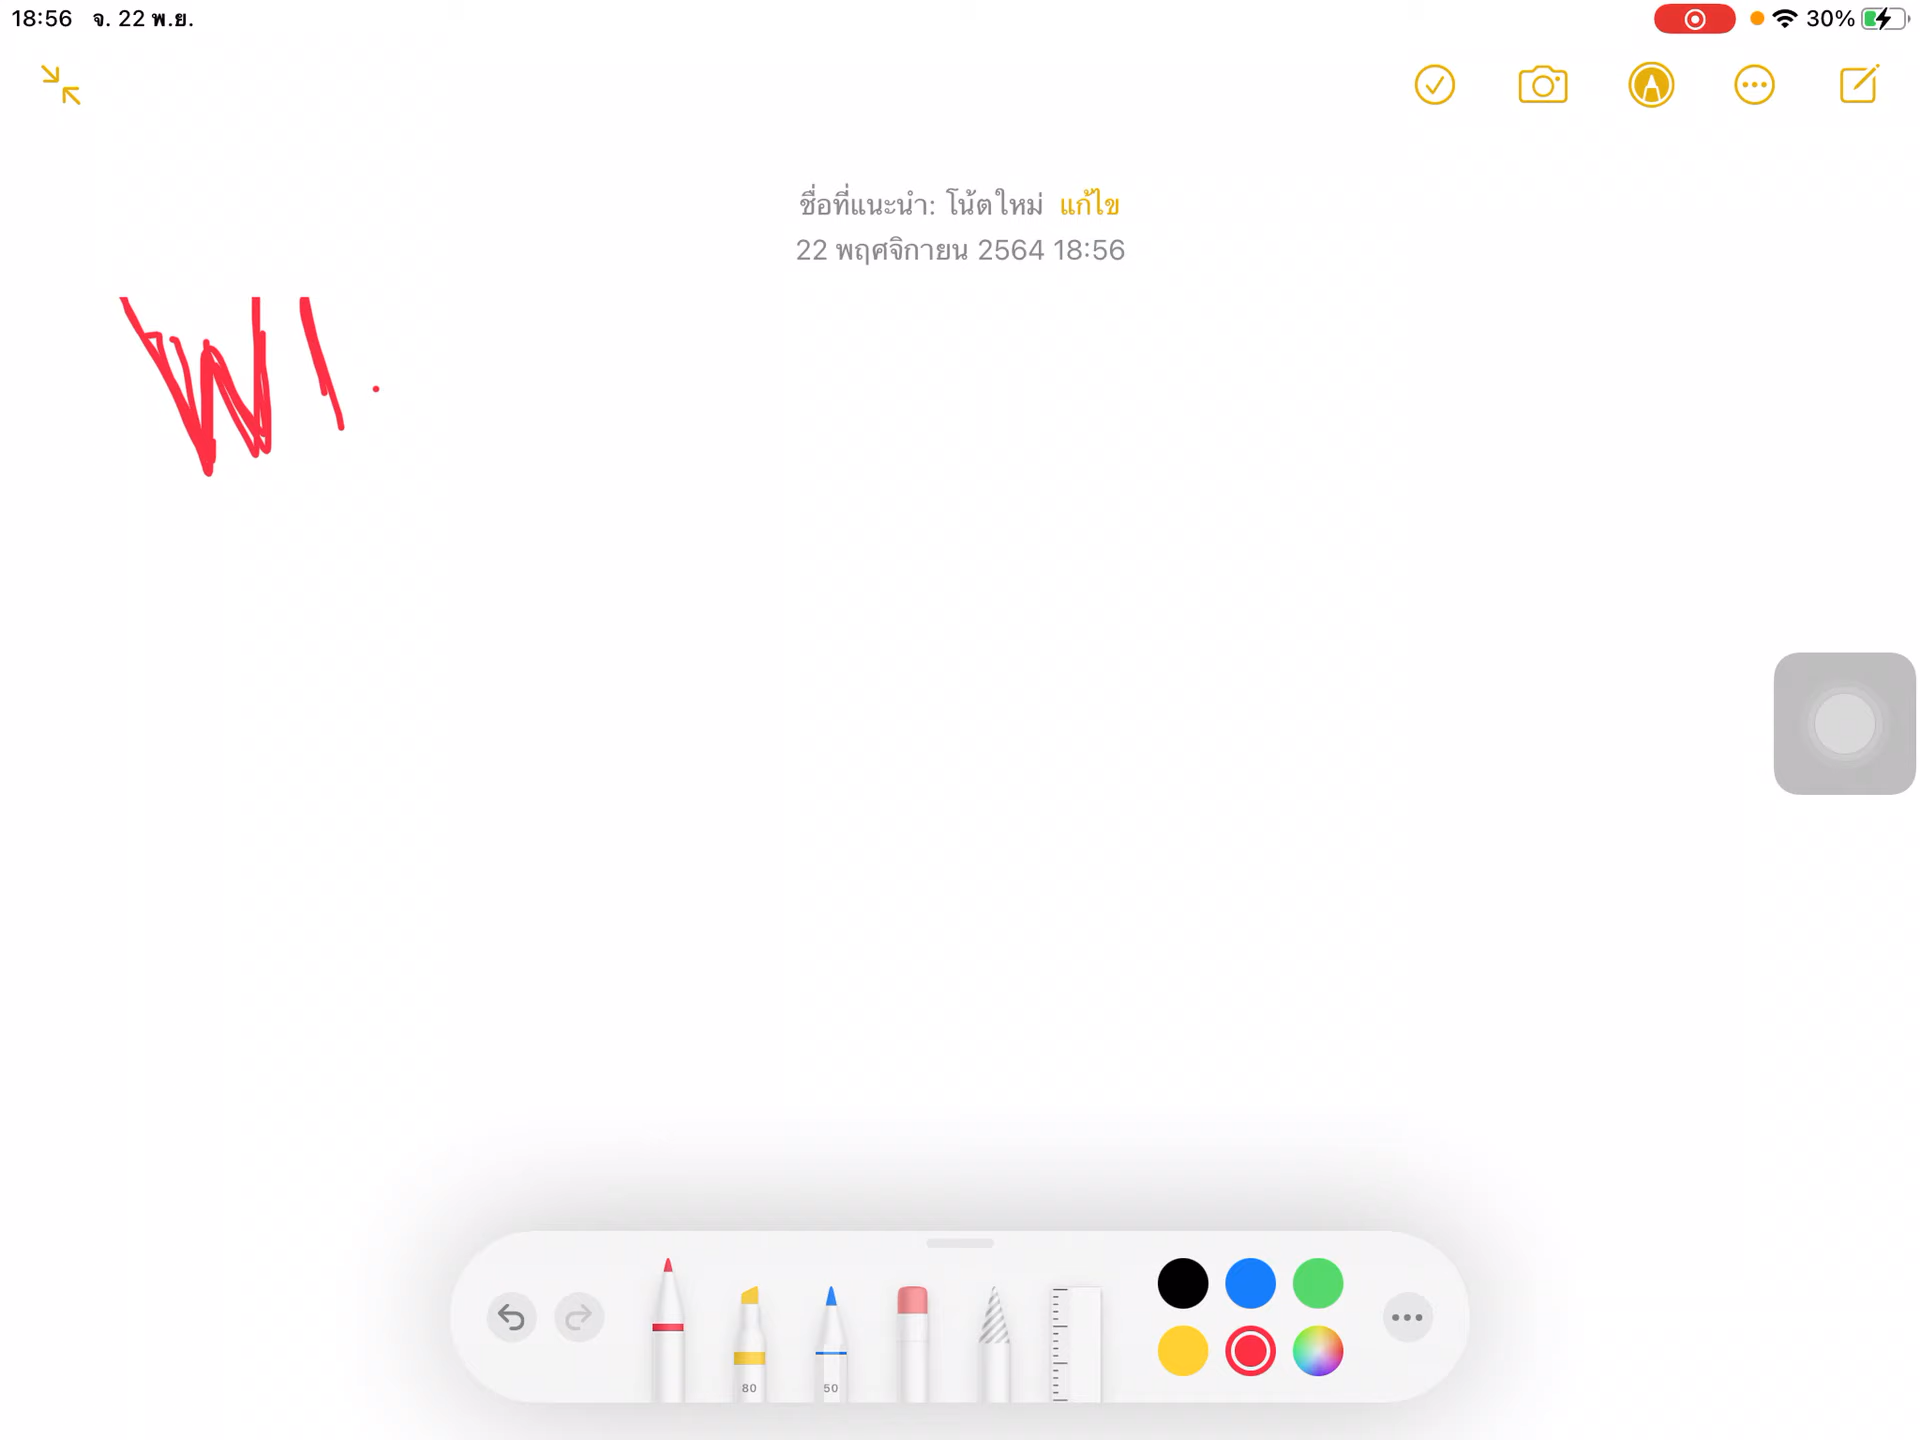 18:56 จ. 22 พ.ย. 30%
ชื่อที่แนะนำ: โน้ตใหม่ แก้ไข
22 พฤศจิกายน 2564 18:56
W1.
80 50